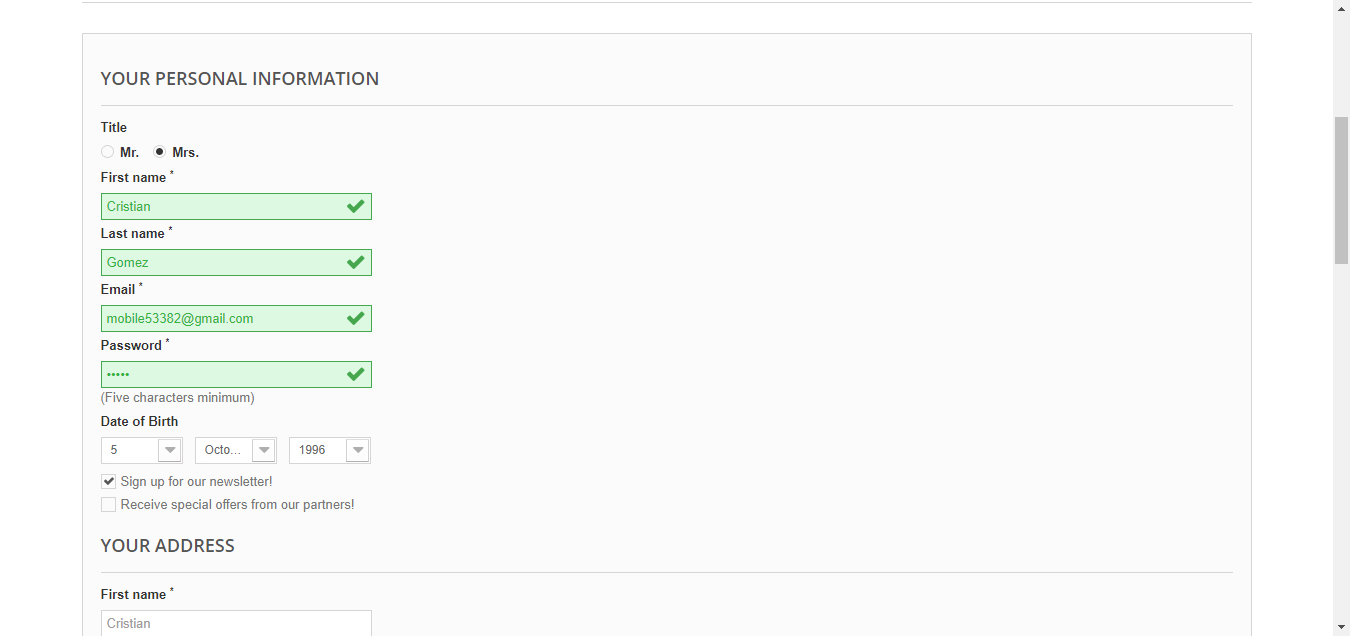 YOUR PERSONAL INFORMATION
Title
Mr. Mrs.
First name *
Cristian
Last name *
Gomez
Email *
mobile53382@gmail.com
Password *
•••••
(Five characters minimum)
Date of Birth
5 Octo... 1996
Sign up for our newsletter!
Receive special offers from our partners!
YOUR ADDRESS
First name *
Cristian